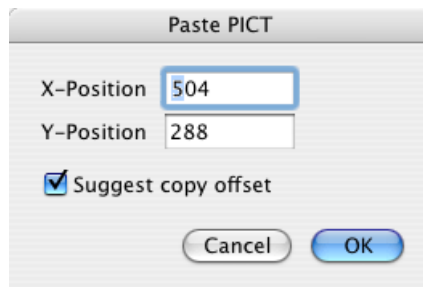 Paste PICT
X-Position 504
Y-Position 288
Suggest copy offset
Cancel OK